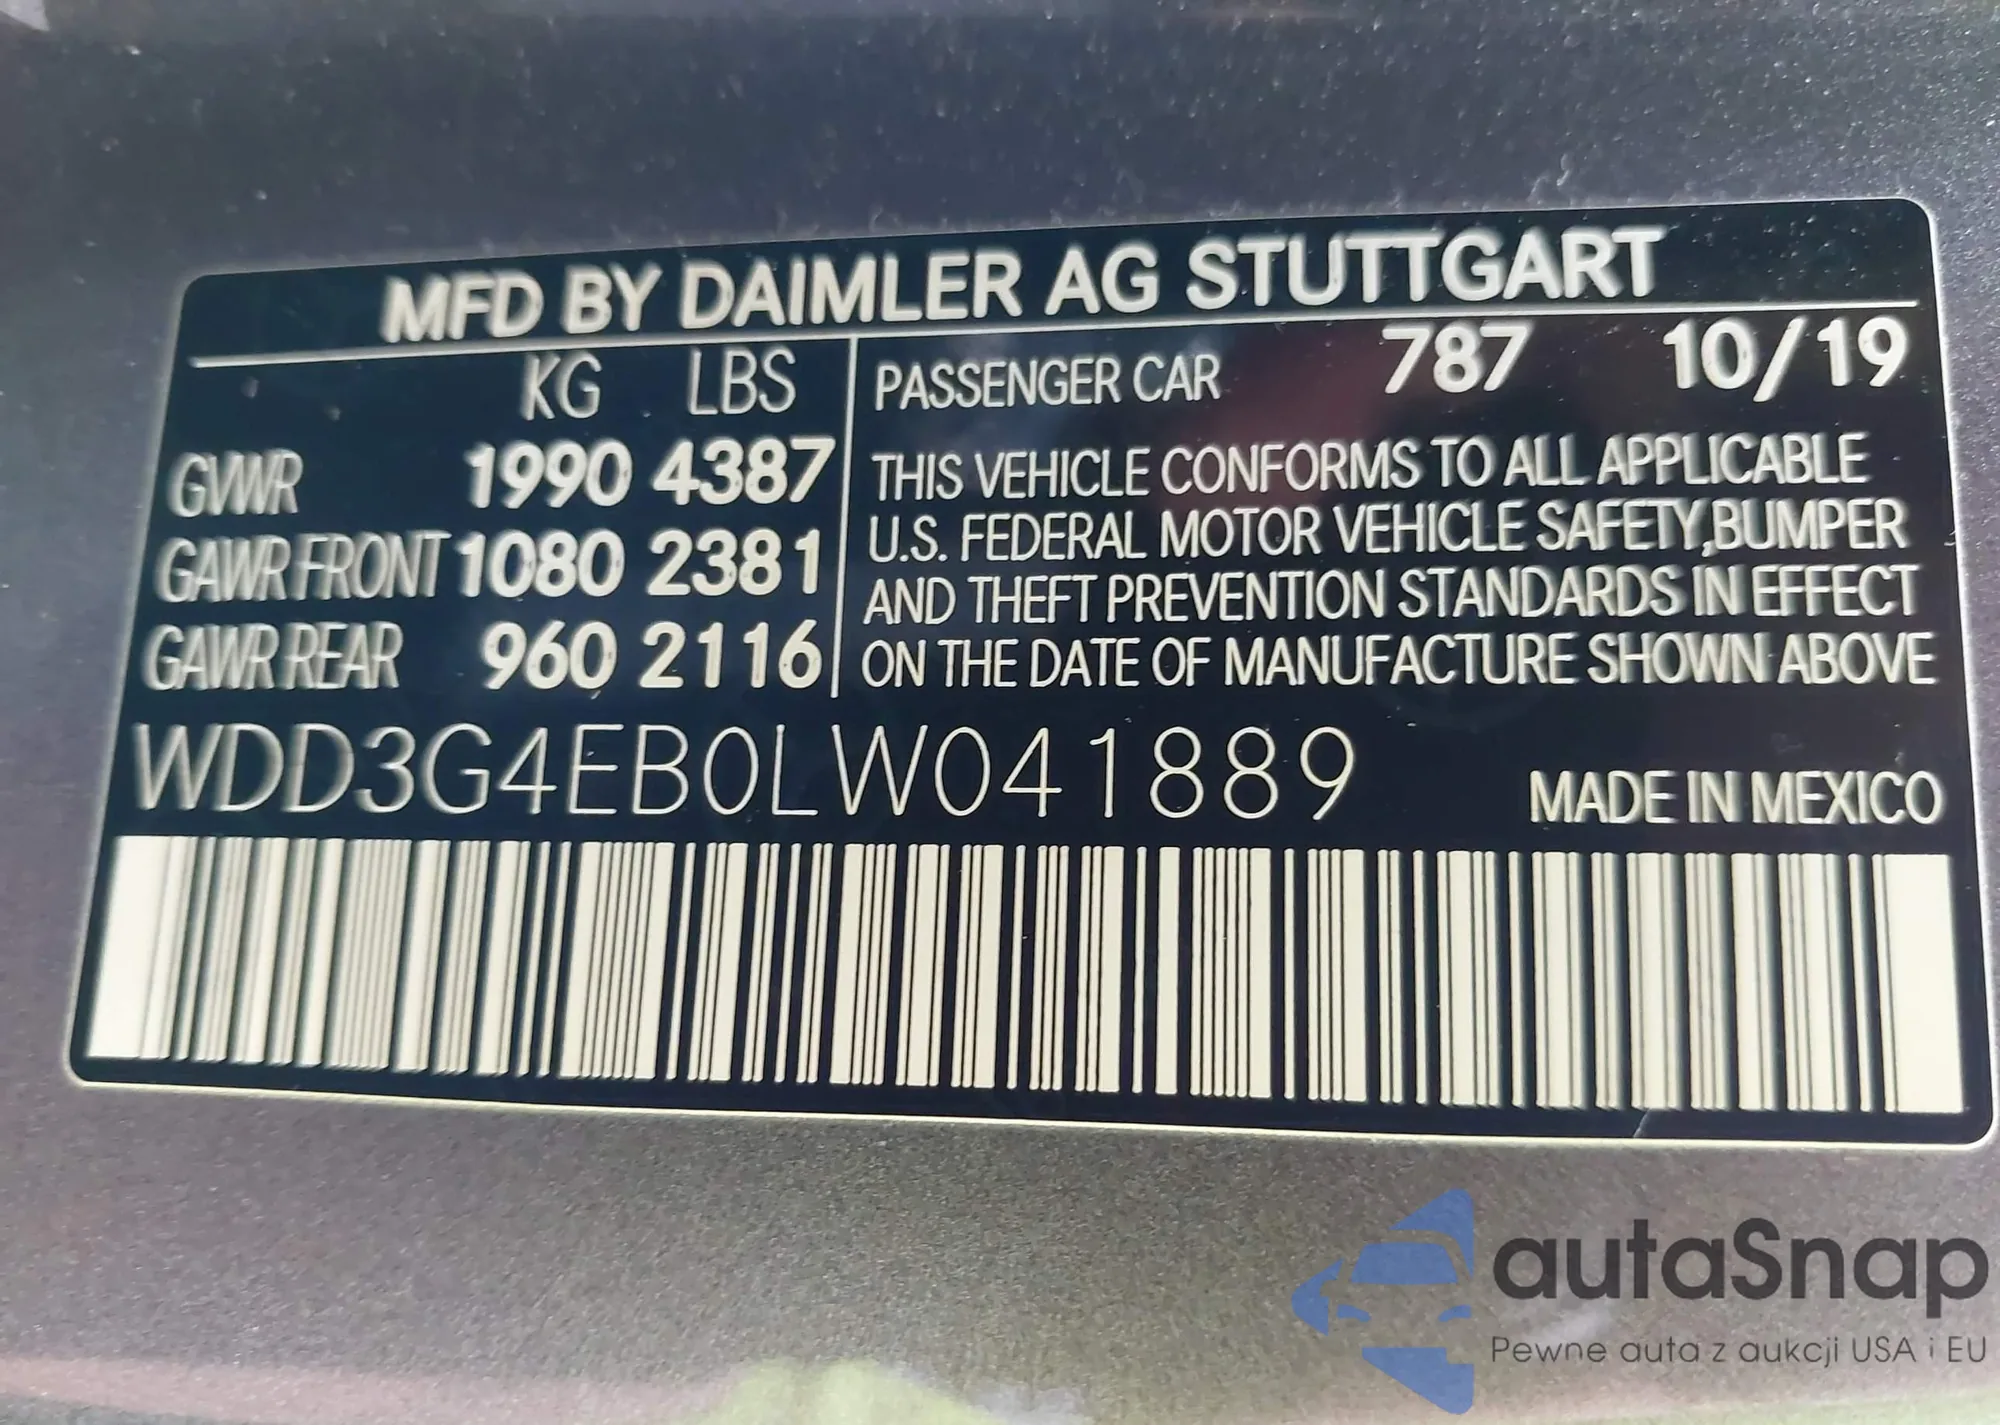 MFD BY DAIMLER AG STUTTGART
KG LBS
GVWR 1990 4387
GAWR FRONT 1080 2381
GAWR REAR 960 2116
PASSENGER CAR 787 10/19
THIS VEHICLE CONFORMS TO ALL APPLICABLE
U.S. FEDERAL MOTOR VEHICLE SAFETY,BUMPER
AND THEFT PREVENTION STANDARDS IN EFFECT
ON THE DATE OF MANUFACTURE SHOWN ABOVE
WDD3G4EB0LW041889
MADE IN MEXICO
autaSnap
Pewne auta z aukcji USA i EU